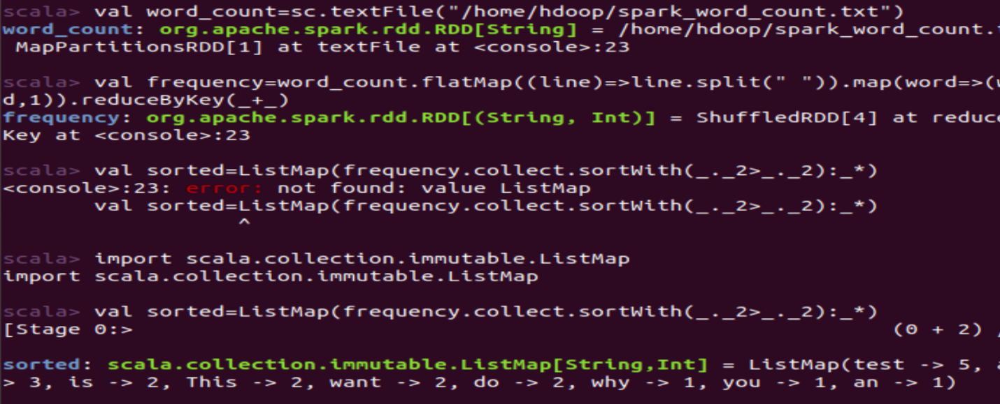 scala> val word_count=sc.textFile("/home/hdoop/spark_word_count.txt")
word_count: org.apache.spark.rdd.RDD[String] = /home/hdoop/spark_word_count.
MapPartitionsRDD[1] at textFile at <console>:23
scala> val frequency=word_count.flatMap((line)=>line.split(" ")).map(word=>(
d,1)).reduceByKey(_+_)
frequency: org.apache.spark.rdd.RDD[(String, Int)] = ShuffledRDD[4] at reduce
Key at <console>:23
scala> val sorted=ListMap(frequency.collect.sortWith(_._2>_._2):_*)
<console>:23: error: not found: value ListMap
val sorted=ListMap(frequency.collect.sortWith(_._2>_._2):_*)
^
scala> import scala.collection.immutable.ListMap
import scala.collection.immutable.ListMap
scala> val sorted=ListMap(frequency.collect.sortWith(_._2>_._2):_*)
[Stage 0:> (0 + 2) /
sorted: scala.collection.immutable.ListMap[String,Int] = ListMap(test -> 5,
> 3, is -> 2, This -> 2, want -> 2, do -> 2, why -> 1, you -> 1, an -> 1)